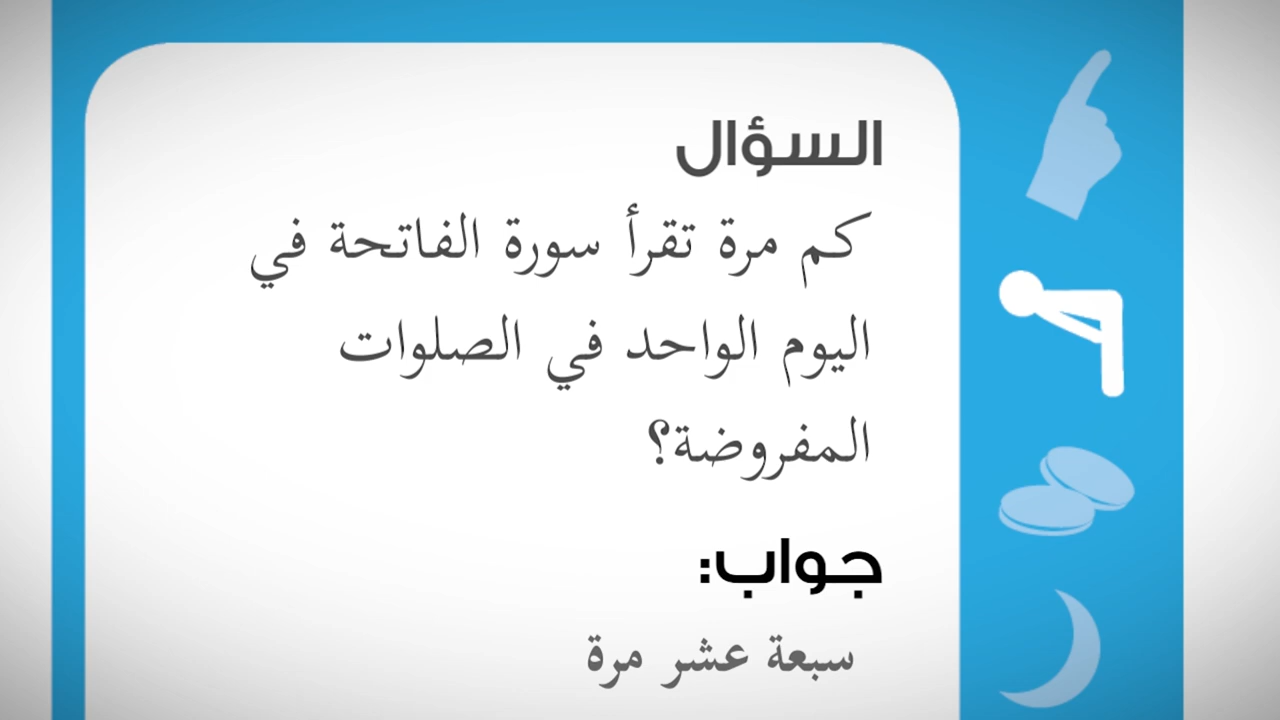 السؤال
كم مرة تقرأ سورة الفاتحة في
اليوم الواحد في الصلوات
المفروضة؟
جواب:
سبعة عشر مرة